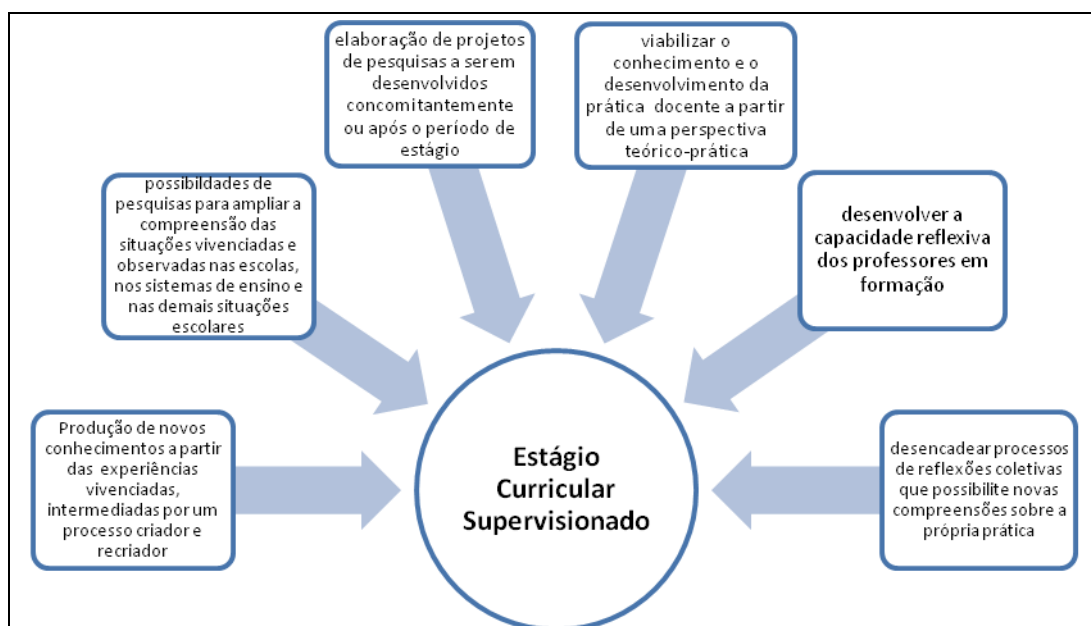 elaboração de projetos
de pesquisas a serem
desenvolvidos
concomitantemente
ou após o período de
estágio
viabilizar o
conhecimento e o
desenvolvimento da
prática docente a partir
de uma perspectiva
teórico-prática
possibildades de
pesquisas para ampliar a
compreensão das
situações vivenciadas e
observadas nas escolas,
nos sistemas de ensino e
nas demais situações
escolares
desenvolver a
capacidade reflexiva
dos professores em
formação
Produção de novos
conhecimentos a partir
das experiências
vivenciadas,
intermediadas por um
processo criador e
recriador
Estágio
Curricular
Supervisionado
desencadear processos
de reflexões coletivas
que possibilite novas
compreensões sobre a
própria prática